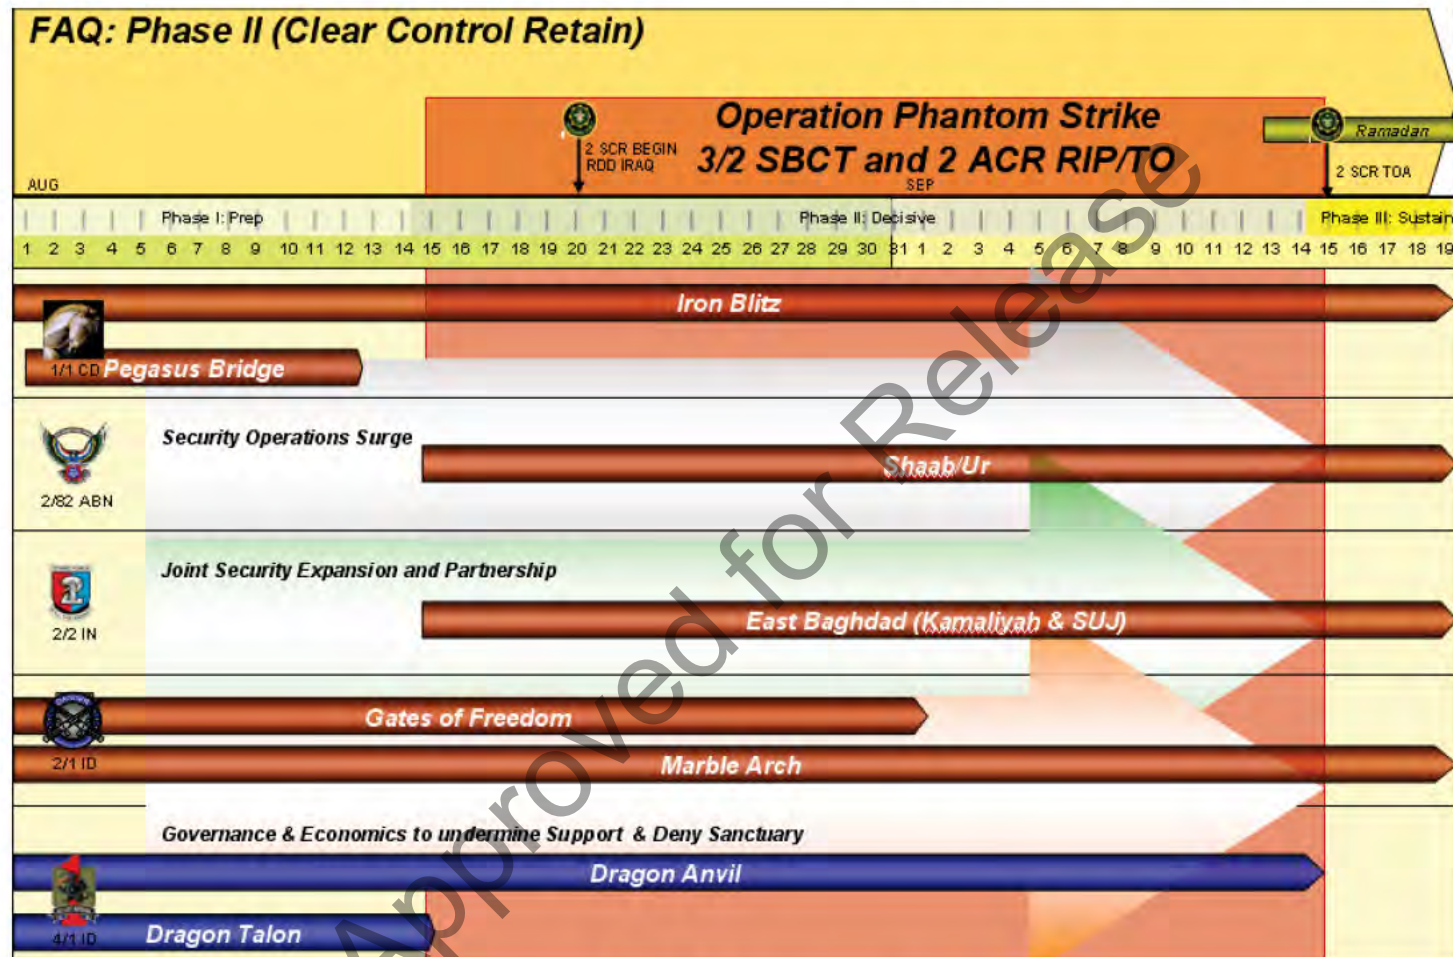 FAQ: Phase II (Clear Control Retain)
Operation Phantom Strike
3/2 SBCT and 2 ACR RIP/TO
2 SCR BEGIN
RDD IRAQ
Ramadan
2 SCR TOA
AUG
SEP
Phase I: Prep
Phase II: Decisive
Phase III: Sustain
1 2 3 4 5 6 7 8 9 10 11 12 13 14 15 16 17 18 19 20 21 22 23 24 25 26 27 28 29 30 31 1 2 3 4 5 6 7 8 9 10 11 12 13 14 15 16 17 18 19
Iron Blitz
1/1 CD
Pegasus Bridge
Security Operations Surge
Shaab/Ur
2/82 ABN
Joint Security Expansion and Partnership
East Baghdad (Kamaliyah & SUJ)
2/2 IN
Gates of Freedom
2/1 ID
Marble Arch
Governance & Economics to undermine Support & Deny Sanctuary
Dragon Anvil
4/1 ID
Dragon Talon
Approved for Release